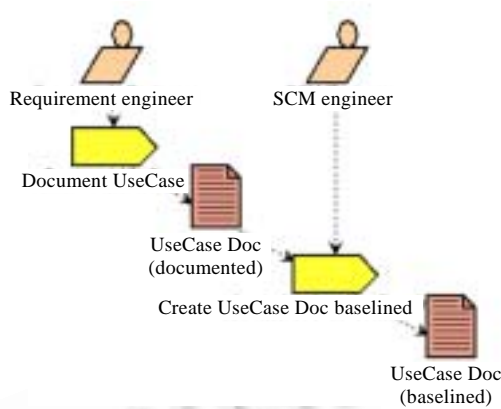 Requirement engineer
SCM engineer
Document UseCase
UseCase Doc
(documented)
Create UseCase Doc baselined
UseCase Doc
(baselined)